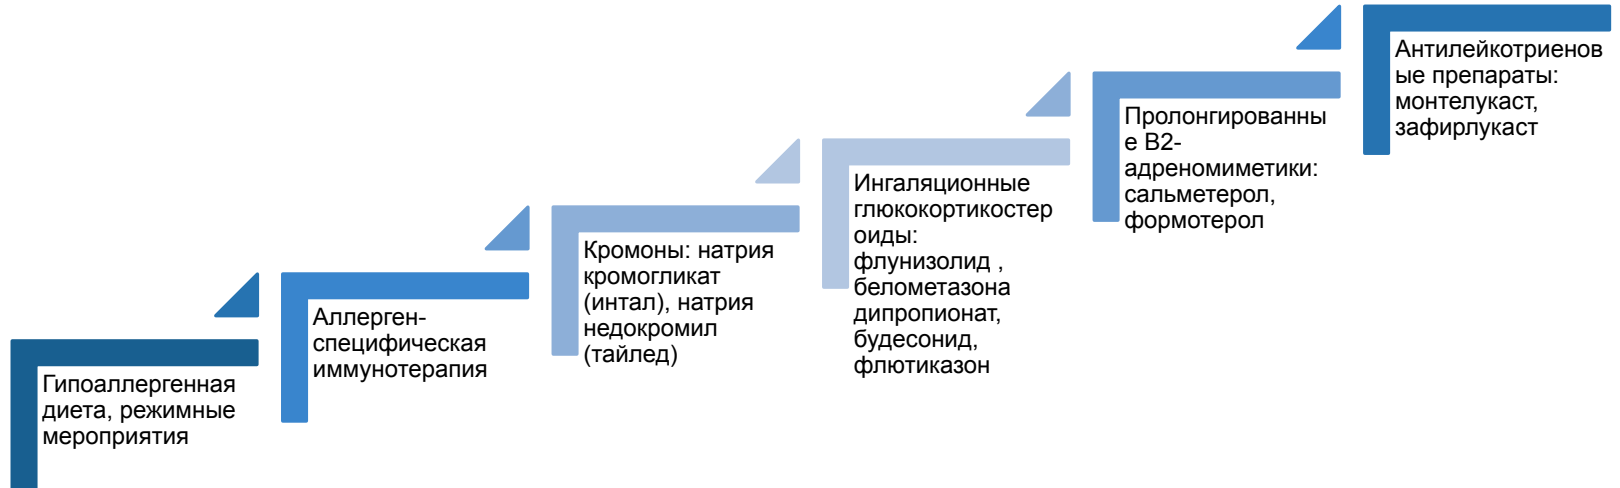 Гипоаллергенная
диета, режимные
мероприятия
Аллерген-
специфическая
иммунотерапия
Кромоны: натрия
кромогликат
(интал), натрия
недокромил
(тайлед)
Ингаляционные
глюкокортикостер
оиды:
флунизолид ,
белометазона
дипропионат,
будесонид,
флютиказон
Пролонгированны
е В2-
адреномиметики:
сальметерол,
формотерол
Антилейкотриенов
ые препараты:
монтелукаст,
зафирлукаст